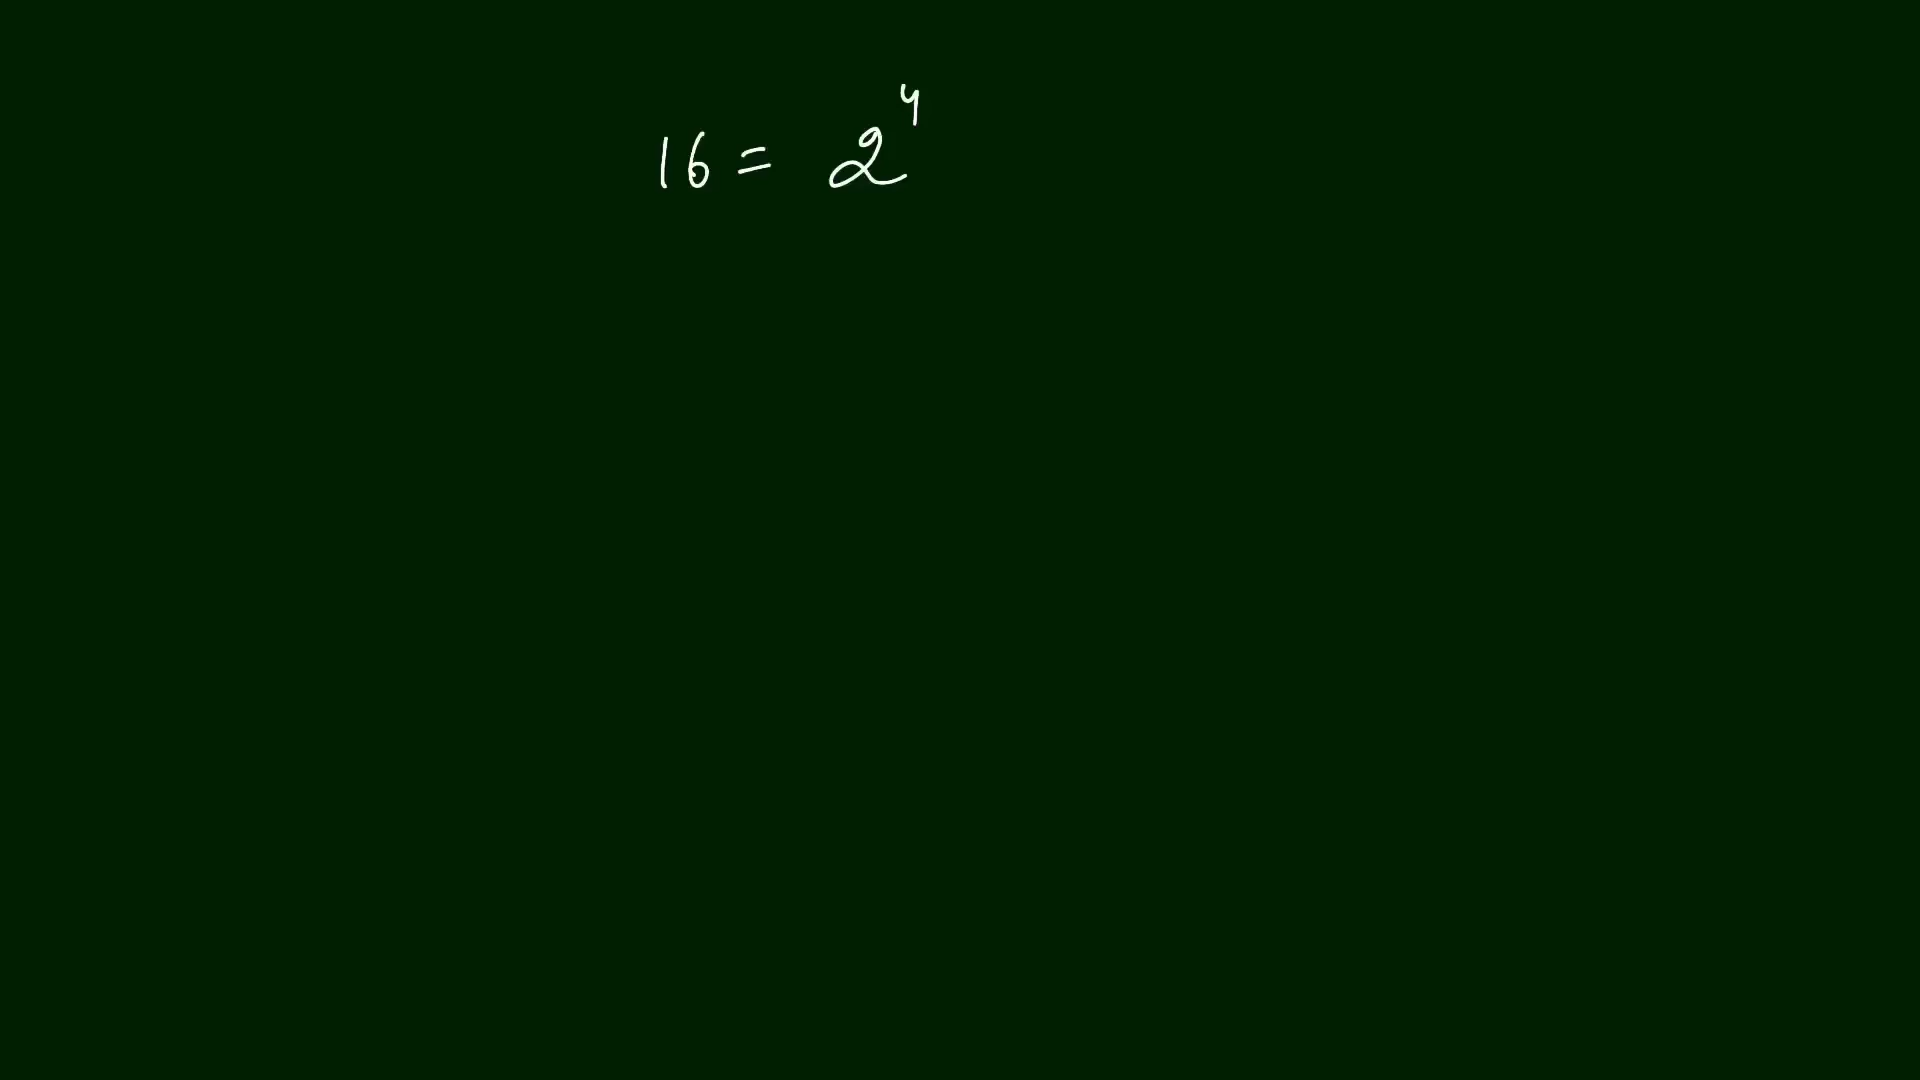 16 = 2⁴